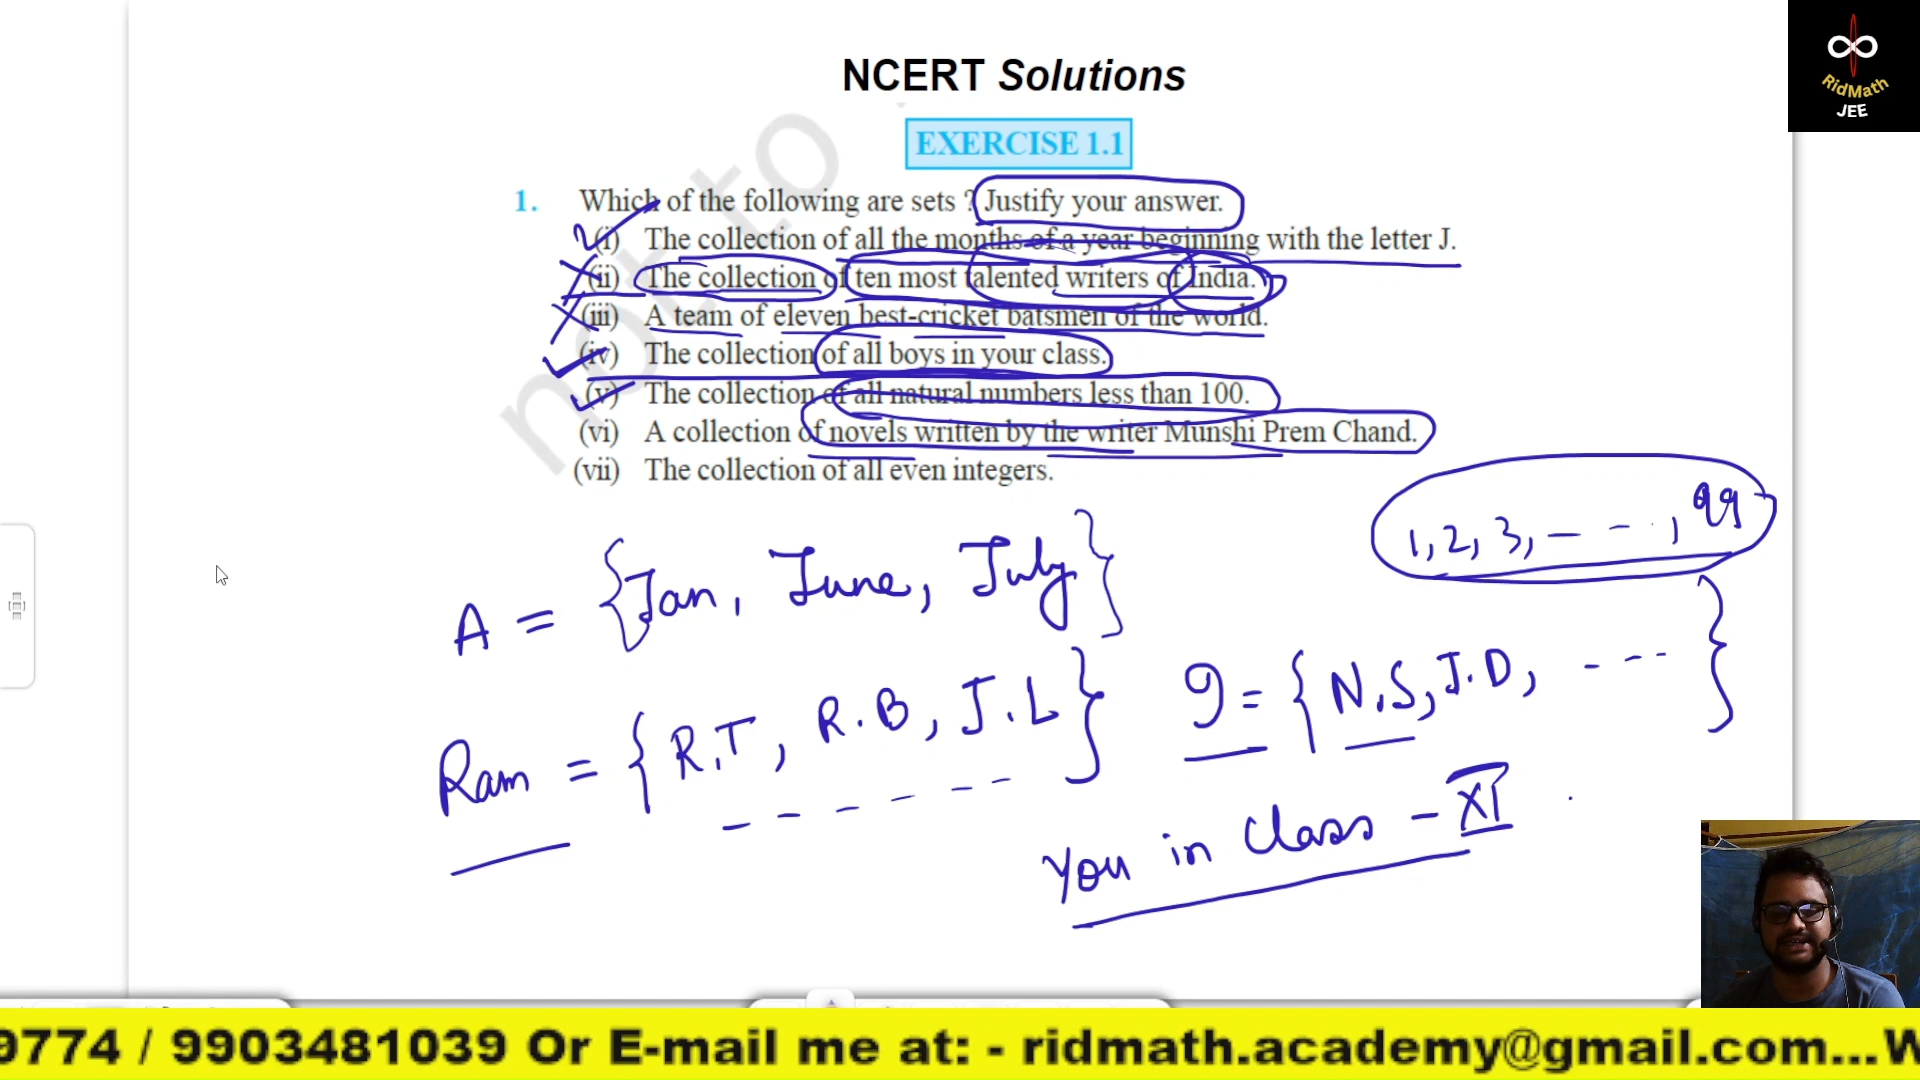 NCERT Solutions
RidMath
JEE
EXERCISE 1.1
1. Which of the following are sets ? Justify your answer.
(i) The collection of all the months of a year beginning with the letter J.
(ii) The collection of ten most talented writers of India.
(iii) A team of eleven best-cricket batsmen of the world.
(iv) The collection of all boys in your class.
(v) The collection of all natural numbers less than 100.
(vi) A collection of novels written by the writer Munshi Prem Chand.
(vii) The collection of all even integers.
not to
1, 2, 3, – – ·, 99
A = {Jan, June, July}
Ram = {R.T, R.B, J.L – – – – – –}
= {N.S, J.D, - - - -}
You in Class – XI
9774 / 9903481039 Or E-mail me at: - ridmath.academy@gmail.com...W